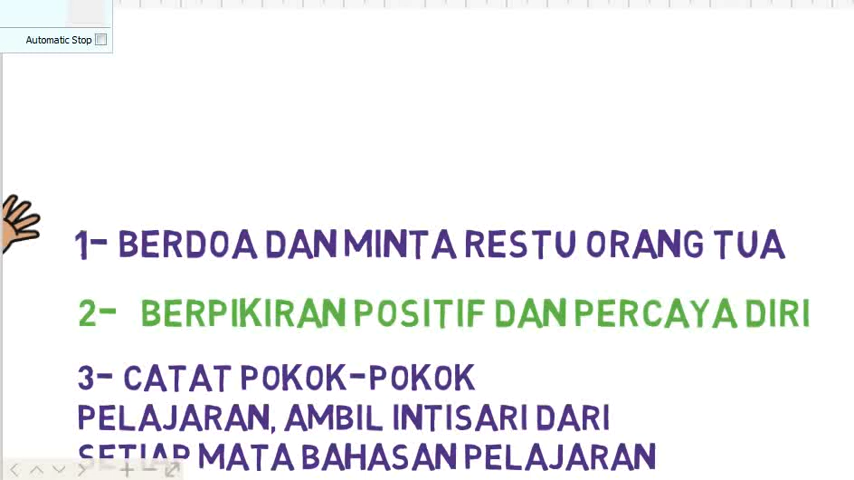 Automatic Stop
1- BERDOA DAN MINTA RESTU ORANG TUA
2- BERPIKIRAN POSITIF DAN PERCAYA DIRI
3- CATAT POKOK-POKOK
PELAJARAN, AMBIL INTISARI DARI
SETIAP MATA BAHASAN PELAJARAN